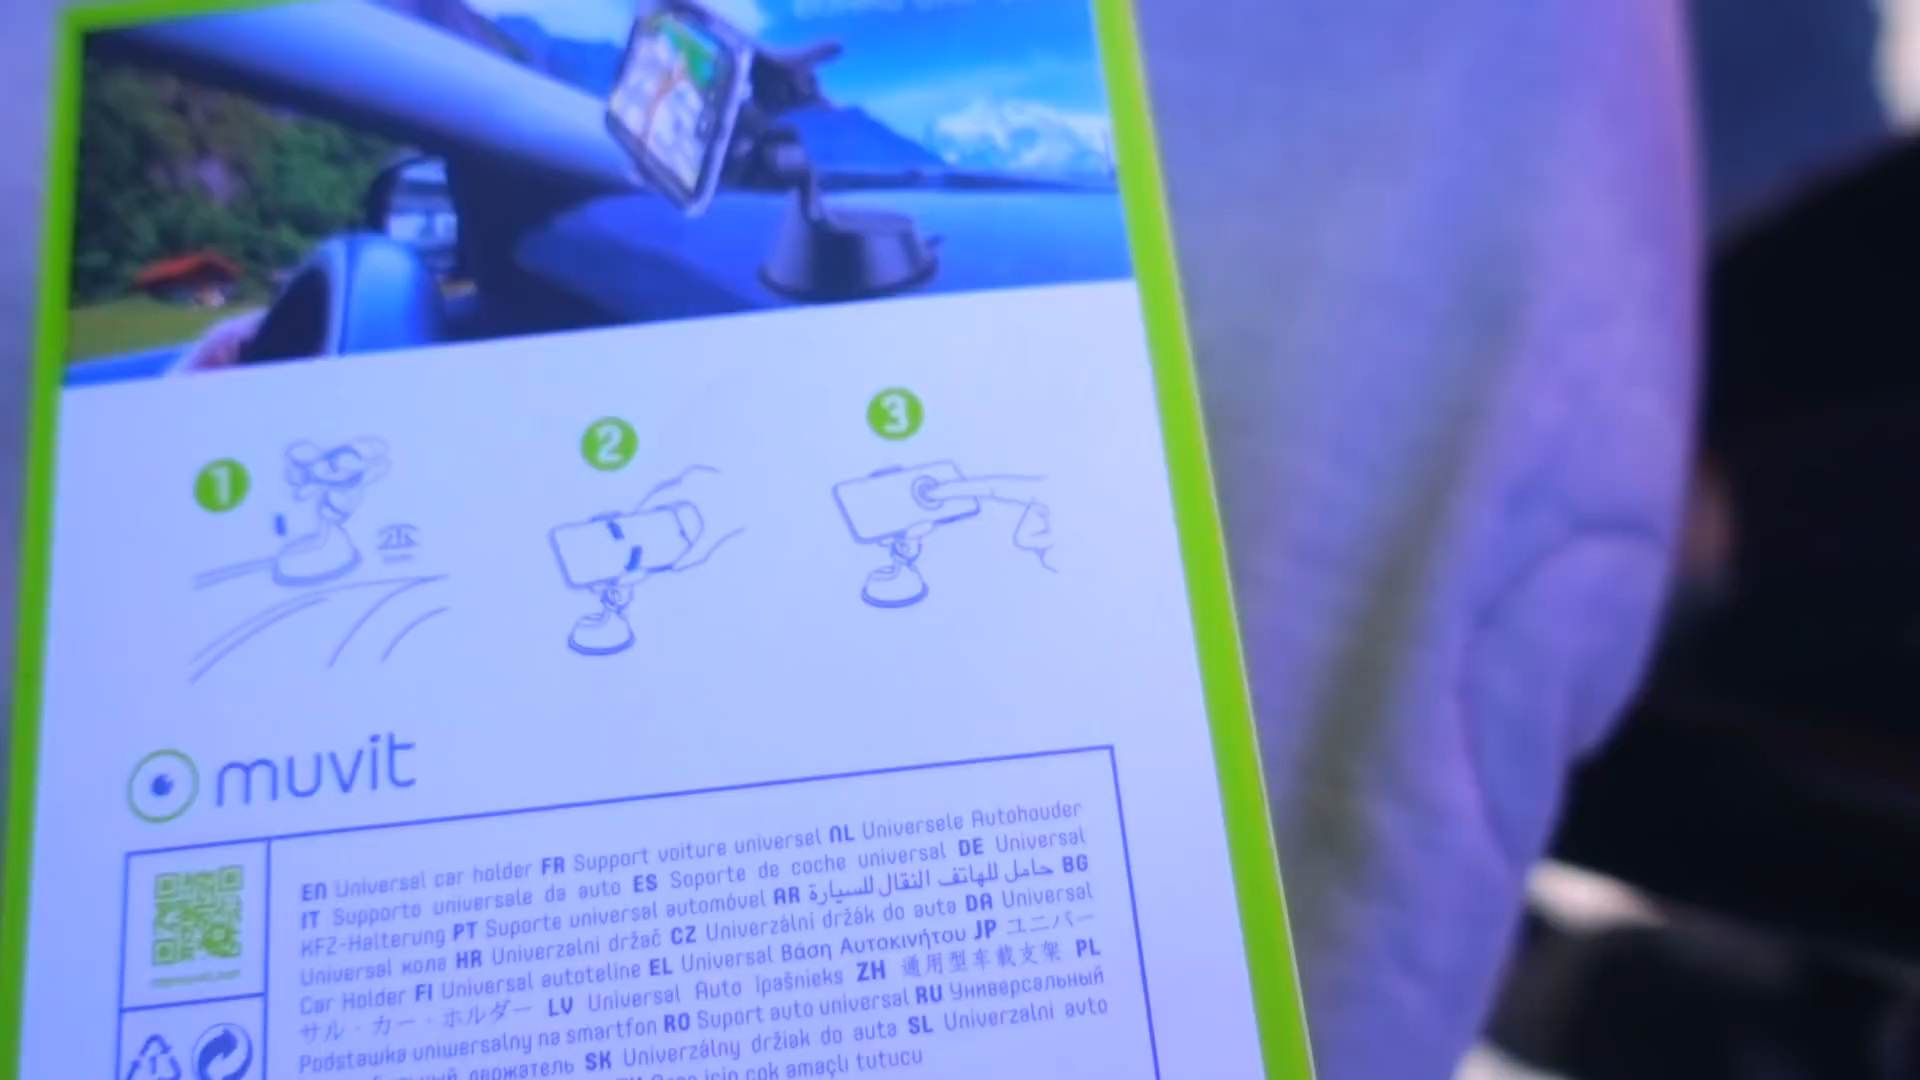 1
2
3
muvit
EN Universal car holder FR Support voiture universel NL Universele Autohouder
IT Supporto universale da auto ES Soporte de coche universal DE Universal
KFZ-Halterung PT Suporte universal automóvel AR حامل للهاتف النقال للسيارة BG
Universal кола HR Univerzalni držač CZ Univerzální držák do auta DA Universal
Car Holder FI Universal autoteline EL Universal Βάση Αυτοκινήτου JP ユニバー
サル・カー・ホルダー LV Universal Auto īpašnieks ZH 通用型车载支架 PL
Podstawka uniwersalny na smartfon RO Suport auto universal RU Универсальный
держатель SK Univerzálny držiak do auta SL Univerzalni avto
için çok amaçlı tutucu